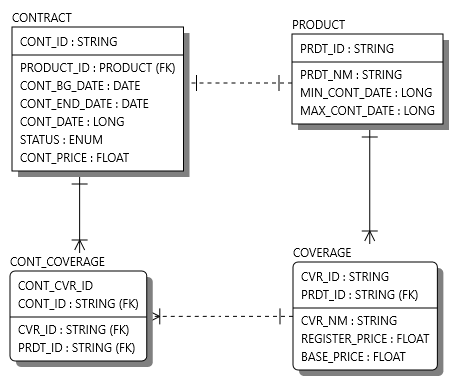 CONTRACT
CONT_ID : STRING
PRODUCT_ID : PRODUCT (FK)
CONT_BG_DATE : DATE
CONT_END_DATE : DATE
CONT_DATE : LONG
STATUS : ENUM
CONT_PRICE : FLOAT
PRODUCT
PRDT_ID : STRING
PRDT_NM : STRING
MIN_CONT_DATE : LONG
MAX_CONT_DATE : LONG
CONT_COVERAGE
CONT_CVR_ID
CONT_ID : STRING (FK)
CVR_ID : STRING (FK)
PRDT_ID : STRING (FK)
COVERAGE
CVR_ID : STRING
PRDT_ID : STRING (FK)
CVR_NM : STRING
REGISTER_PRICE : FLOAT
BASE_PRICE : FLOAT